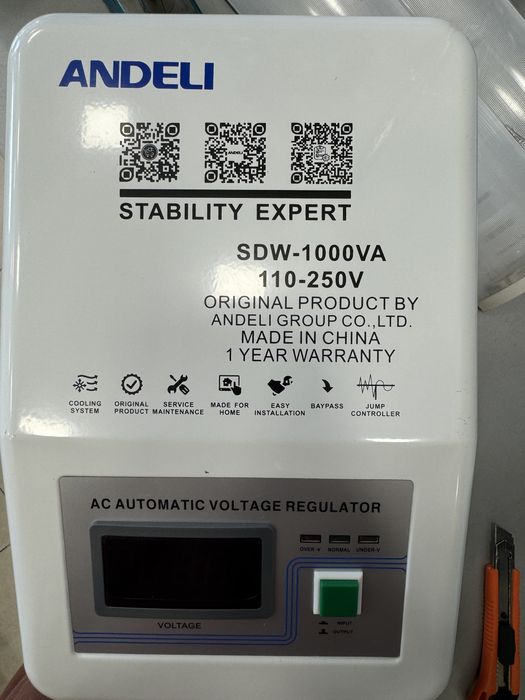 ANDELI
ANDELI
STABILITY EXPERT
SDW-1000VA
110-250V
ORIGINAL PRODUCT BY
ANDELI GROUP CO.,LTD.
MADE IN CHINA
1 YEAR WARRANTY
COOLING SYSTEM
ORIGINAL PRODUCT
SERVICE MAINTENANCE
MADE FOR HOME
EASY INSTALLATION
BAYPASS
JUMP CONTROLLER
AC AUTOMATIC VOLTAGE REGULATOR
OVER -V NORMAL UNDER-V
VOLTAGE
INPUT
OUTPUT